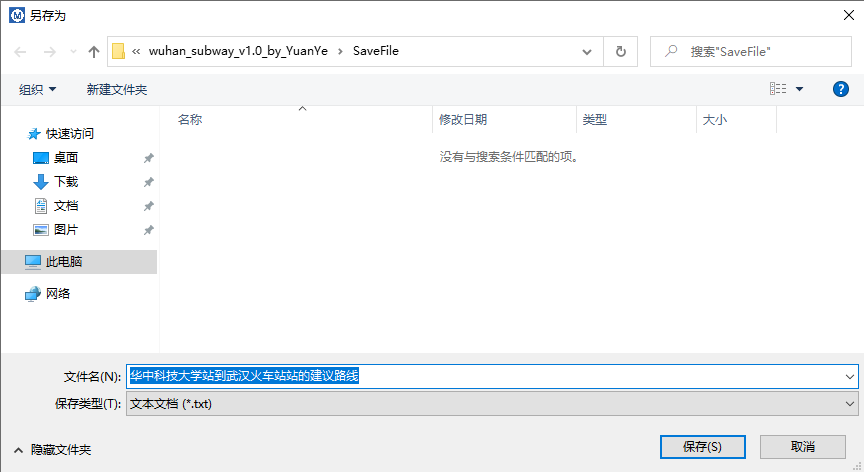 另存为
« wuhan_subway_v1.0_by_YuanYe › SaveFile
搜索"SaveFile"
组织
新建文件夹
名称 修改日期 类型 大小
没有与搜索条件匹配的项。
快速访问
桌面
下载
文档
图片
此电脑
网络
文件名(N): 华中科技大学站到武汉火车站站的建议路线
保存类型(T): 文本文档 (*.txt)
隐藏文件夹
保存(S) 取消